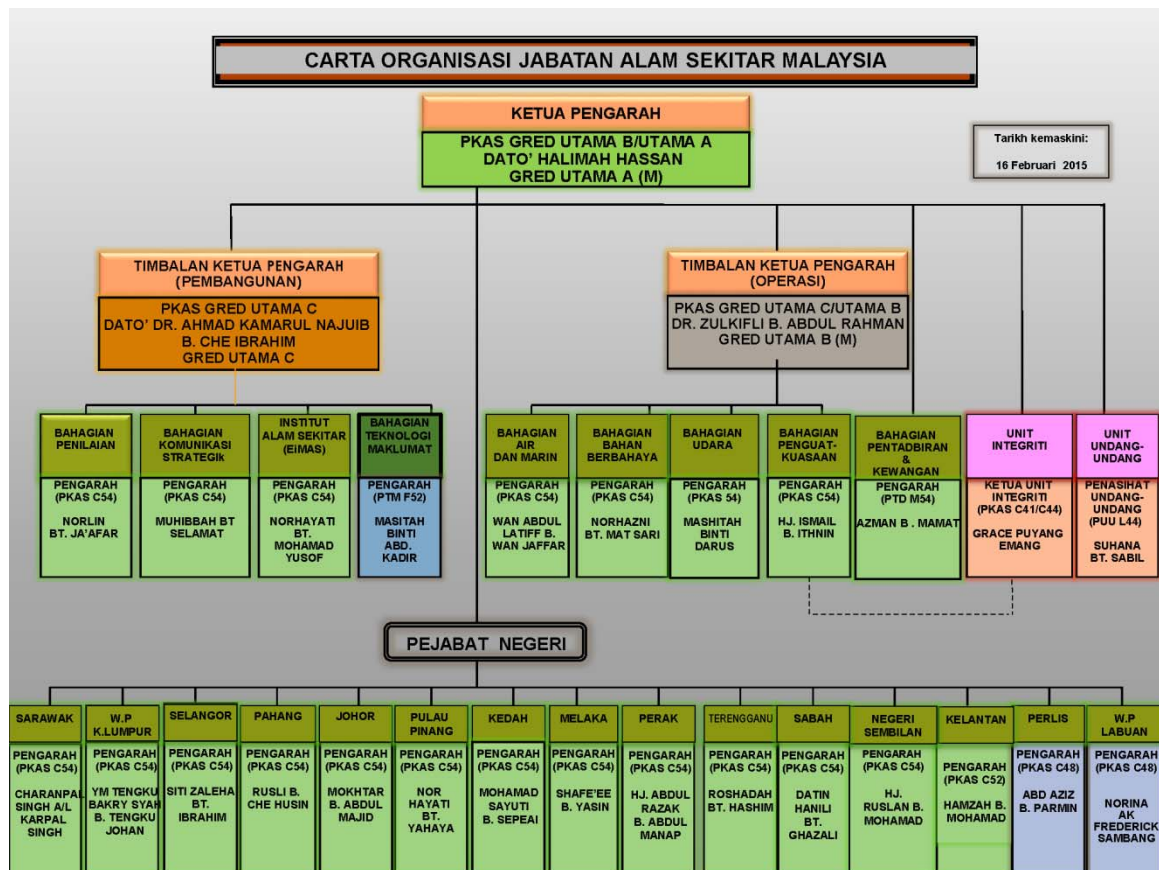 CARTA ORGANISASI JABATAN ALAM SEKITAR MALAYSIA
KETUA PENGARAH
PKAS GRED UTAMA B/UTAMA A
DATO' HALIMAH HASSAN
GRED UTAMA A (M)
Tarikh kemaskini:
16 Februari 2015
TIMBALAN KETUA PENGARAH
(PEMBANGUNAN)
PKAS GRED UTAMA C
DATO' DR. AHMAD KAMARUL NAJUIB
B. CHE IBRAHIM
GRED UTAMA C
TIMBALAN KETUA PENGARAH
(OPERASI)
PKAS GRED UTAMA C/UTAMA B
DR. ZULKIFLI B. ABDUL RAHMAN
GRED UTAMA B (M)
BAHAGIAN
PENILAIAN
PENGARAH
(PKAS C54)
NORLIN
BT. JA'AFAR
BAHAGIAN
KOMUNIKASI
STRATEGIk
PENGARAH
(PKAS C54)
MUHIBBAH BT
SELAMAT
INSTITUT
ALAM SEKITAR
(EiMAS)
PENGARAH
(PKAS C54)
NORHAYATI
BT.
MOHAMAD
YUSOF
BAHAGIAN
TEKNOLOGI
MAKLUMAT
PENGARAH
(PTM F52)
MASITAH
BINTI
ABD.
KADIR
BAHAGIAN
AIR
DAN MARIN
PENGARAH
(PKAS C54)
WAN ABDUL
LATIFF B.
WAN JAFFAR
BAHAGIAN
BAHAN
BERBAHAYA
PENGARAH
(PKAS C54)
NORHAZNI
BT. MAT SARI
BAHAGIAN
UDARA
PENGARAH
(PKAS 54)
MASHITAH
BINTI
DARUS
BAHAGIAN
PENGUAT-
KUASAAN
PENGARAH
(PKAS C54)
HJ. ISMAIL
B. ITHNIN
BAHAGIAN
PENTADBIRAN
&
KEWANGAN
PENGARAH
(PTD M54)
AZMAN B . MAMAT
UNIT
INTEGRITI
KETUA UNIT
INTEGRITI
(PKAS C41/C44)
GRACE PUYANG
EMANG
UNIT
UNDANG-
UNDANG
PENASIHAT
UNDANG-
UNDANG
(PUU L44)
SUHANA
BT. SABIL
PEJABAT NEGERI
SARAWAK
PENGARAH
(PKAS C54)
CHARANPAL
SINGH A/L
KARPAL
SINGH
W.P
K.LUMPUR
PENGARAH
(PKAS C54)
YM TENGKU
BAKRY SYAH
B. TENGKU
JOHAN
SELANGOR
PENGARAH
(PKAS C54)
SITI ZALEHA
BT.
IBRAHIM
PAHANG
PENGARAH
(PKAS C54)
RUSLI B.
CHE HUSIN
JOHOR
PENGARAH
(PKAS C54)
MOKHTAR
B. ABDUL
MAJID
PULAU
PINANG
PENGARAH
(PKAS C54)
NOR
HAYATI
BT.
YAHAYA
KEDAH
PENGARAH
(PKAS C54)
MOHAMAD
SAYUTI
B. SEPEAI
MELAKA
PENGARAH
(PKAS C54)
SHAFE'EE
B. YASIN
PERAK
PENGARAH
(PKAS C54)
HJ. ABDUL
RAZAK
B. ABDUL
MANAP
TERENGGANU
PENGARAH
(PKAS C54)
ROSHADAH
BT. HASHIM
SABAH
PENGARAH
(PKAS C54)
DATIN
HANILI
BT.
GHAZALI
NEGERI
SEMBILAN
PENGARAH
(PKAS C54)
HJ.
RUSLAN B.
MOHAMAD
KELANTAN
PENGARAH
(PKAS C52)
HAMZAH B.
MOHAMAD
PERLIS
PENGARAH
(PKAS C48)
ABD AZIZ
B. PARMIN
W.P
LABUAN
PENGARAH
(PKAS C48)
NORINA
AK
FREDERICK
SAMBANG